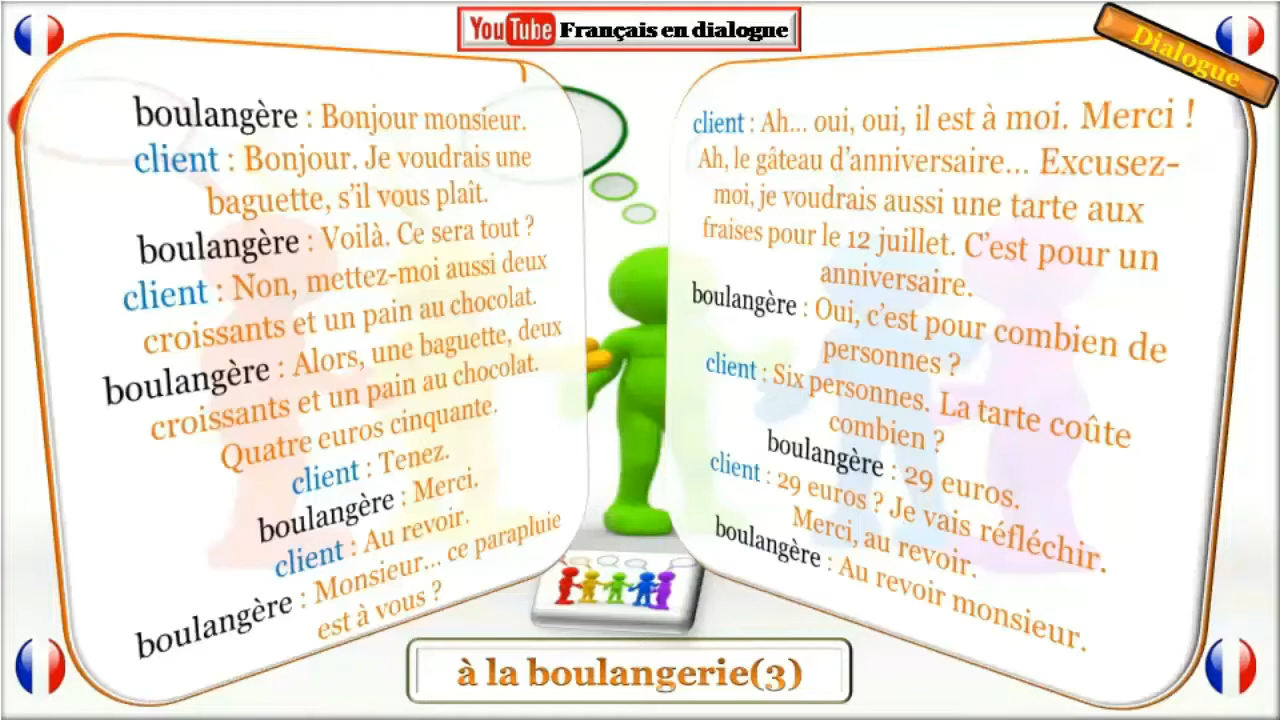 YouTube Français en dialogue
Dialogue
boulangère : Bonjour monsieur.
client : Bonjour. Je voudrais une
baguette, s'il vous plaît.
boulangère : Voilà. Ce sera tout ?
client : Non, mettez-moi aussi deux
croissants et un pain au chocolat.
boulangère : Alors, une baguette, deux
croissants et un pain au chocolat.
Quatre euros cinquante.
client : Tenez.
boulangère : Merci.
client : Au revoir.
boulangère : Monsieur... ce parapluie
est à vous ?
client : Ah... oui, oui, il est à moi. Merci !
Ah, le gâteau d'anniversaire... Excusez-
moi, je voudrais aussi une tarte aux
fraises pour le 12 juillet. C'est pour un
anniversaire.
boulangère : Oui, c'est pour combien de
personnes ?
client : Six personnes. La tarte coûte
combien ?
boulangère : 29 euros.
client : 29 euros ? Je vais réfléchir.
Merci, au revoir.
boulangère : Au revoir monsieur.
à la boulangerie(3)